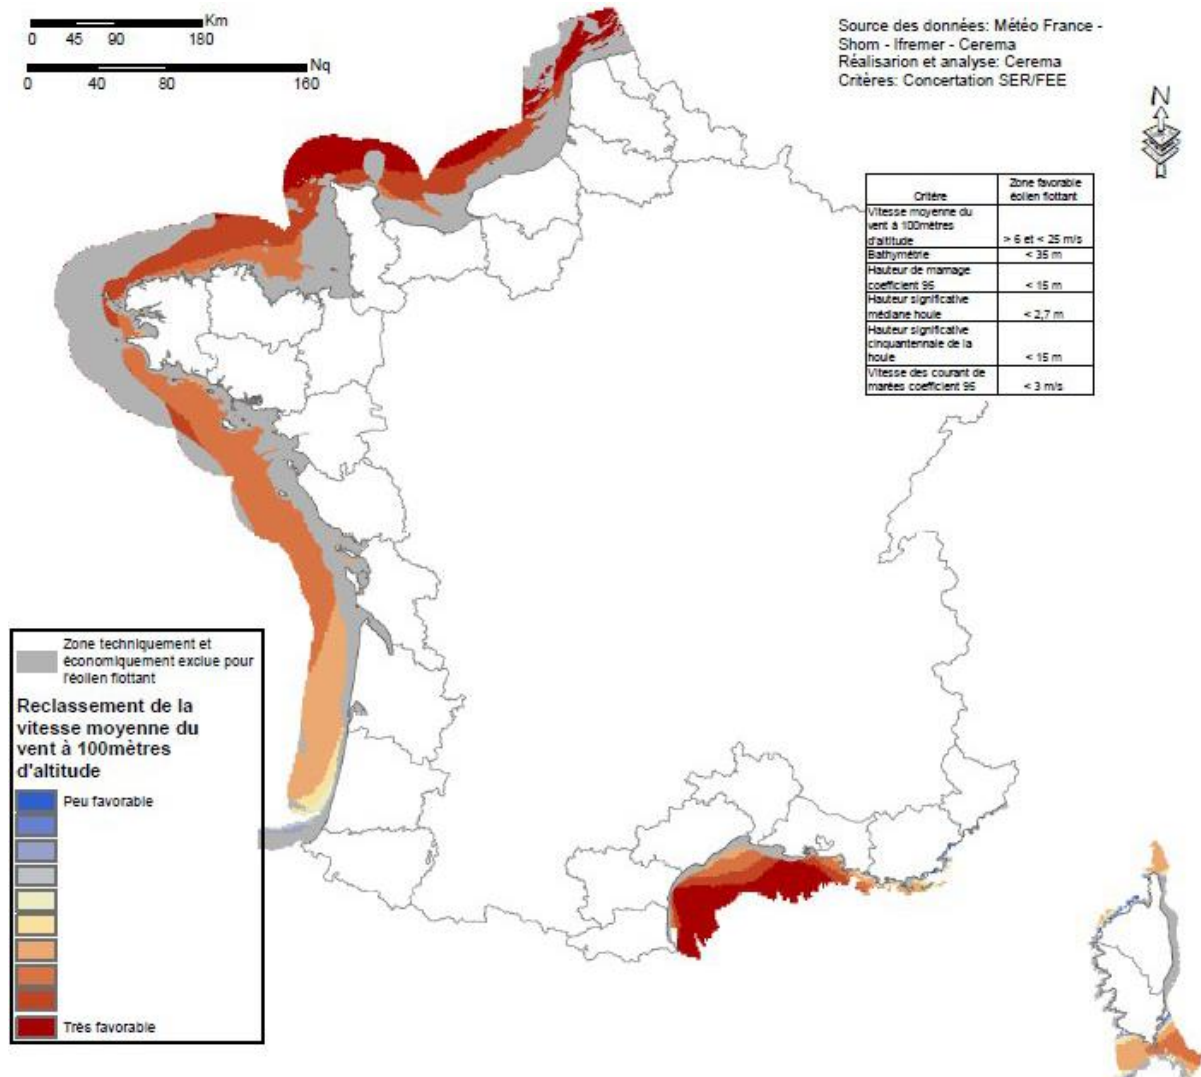 Km
0 45 90 180
Nq
0 40 80 160
Source des données: Météo France -
Shom - Ifremer - Cerema
Réalisarion et analyse: Cerema
Critères: Concertation SER/FEE
N
Critère
Zone favorable
éolien flottant
Vitesse moyenne du
vent à 100mètres
d'altitude
> 6 et < 25 m/s
Bathymétrie
< 35 m
Hauteur de marnage
coefficient 95
< 15 m
Hauteur significative
médiane houle
< 2,7 m
Hauteur significative
cinquantennale de la
houle
< 15 m
Vitesse des courant de
marées coefficient 95
< 3 m/s
Zone techniquement et
économiquement exclue pour
l'éolien flottant
Reclassement de la
vitesse moyenne du
vent à 100mètres
d'altitude
Peu favorable
Très favorable